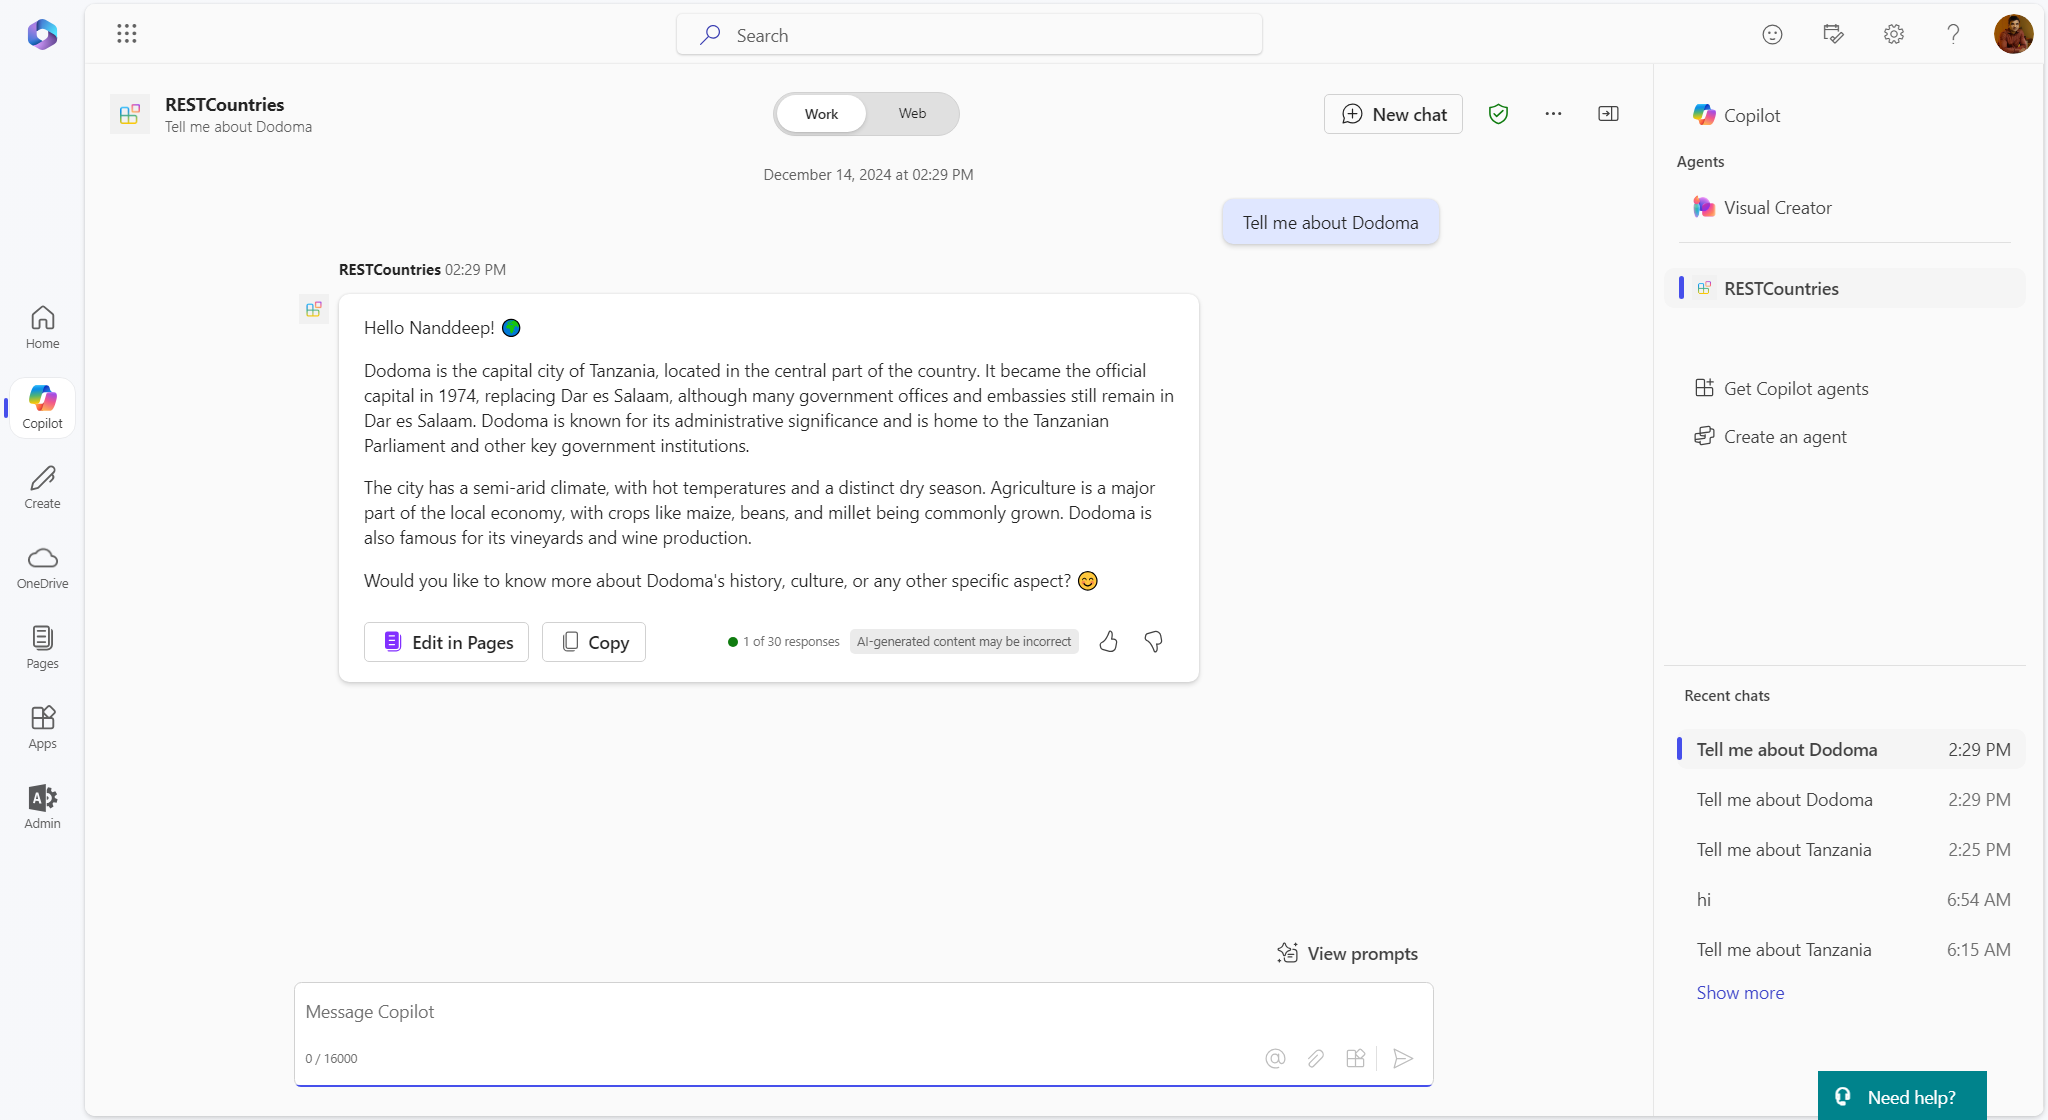 Search
Home
Copilot
Create
OneDrive
Pages
Apps
Admin
RESTCountries
Tell me about Dodoma
Work
Web
New chat
December 14, 2024 at 02:29 PM
Tell me about Dodoma
RESTCountries 02:29 PM
Hello Nanddeep!
Dodoma is the capital city of Tanzania, located in the central part of the country. It became the official
capital in 1974, replacing Dar es Salaam, although many government offices and embassies still remain in
Dar es Salaam. Dodoma is known for its administrative significance and is home to the Tanzanian
Parliament and other key government institutions.
The city has a semi-arid climate, with hot temperatures and a distinct dry season. Agriculture is a major
part of the local economy, with crops like maize, beans, and millet being commonly grown. Dodoma is
also famous for its vineyards and wine production.
Would you like to know more about Dodoma's history, culture, or any other specific aspect? 😊
Edit in Pages
Copy
1 of 30 responses
AI-generated content may be incorrect
View prompts
Message Copilot
0 / 16000
Copilot
Agents
Visual Creator
RESTCountries
Get Copilot agents
Create an agent
Recent chats
Tell me about Dodoma 2:29 PM
Tell me about Dodoma 2:29 PM
Tell me about Tanzania 2:25 PM
hi 6:54 AM
Tell me about Tanzania 6:15 AM
Show more
Need help?